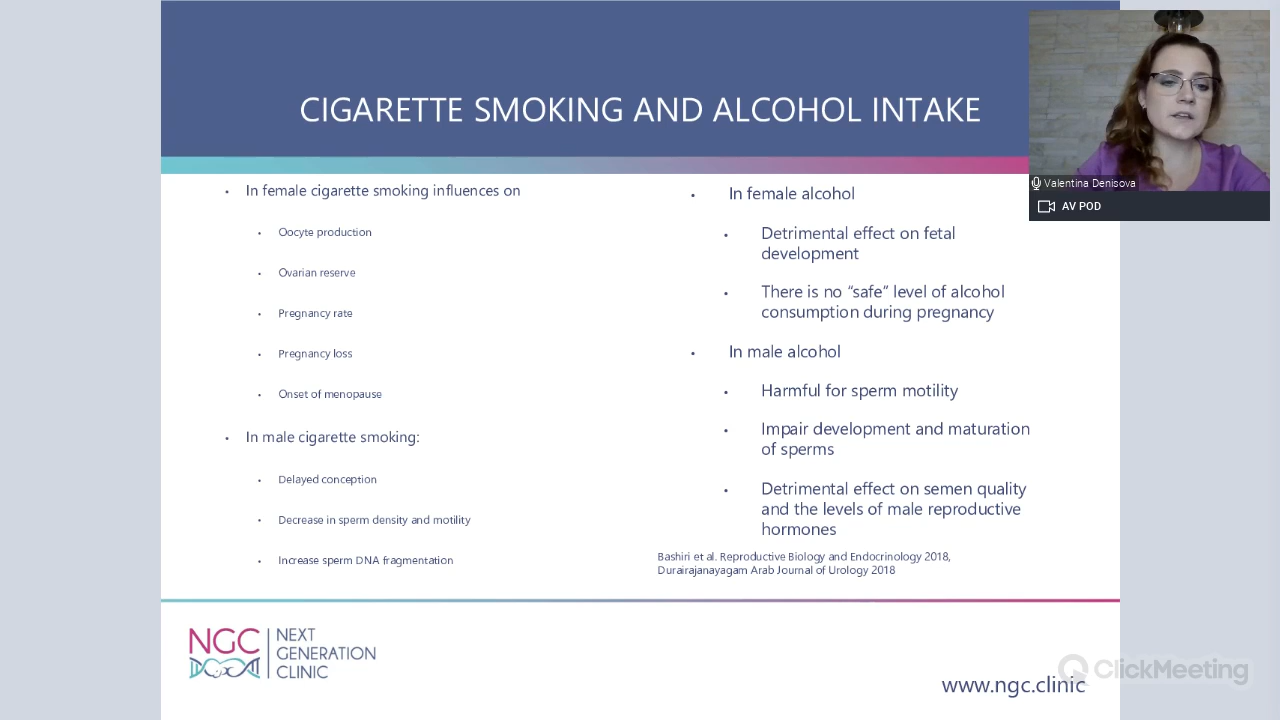 CIGARETTE SMOKING AND ALCOHOL INTAKE
Valentina Denisova
AV POD
• In female cigarette smoking influences on
• Oocyte production
• Ovarian reserve
• Pregnancy rate
• Pregnancy loss
• Onset of menopause
• In male cigarette smoking:
• Delayed conception
• Decrease in sperm density and motility
• Increase sperm DNA fragmentation
• In female alcohol
• Detrimental effect on fetal
development
• There is no “safe” level of alcohol
consumption during pregnancy
• In male alcohol
• Harmful for sperm motility
• Impair development and maturation
of sperms
• Detrimental effect on semen quality
and the levels of male reproductive
hormones
Bashiri et al. Reproductive Biology and Endocrinology 2018,
Durairajanayagam Arab Journal of Urology 2018
NGC
NEXT
GENERATION
CLINIC
ClickMeeting
www.ngc.clinic